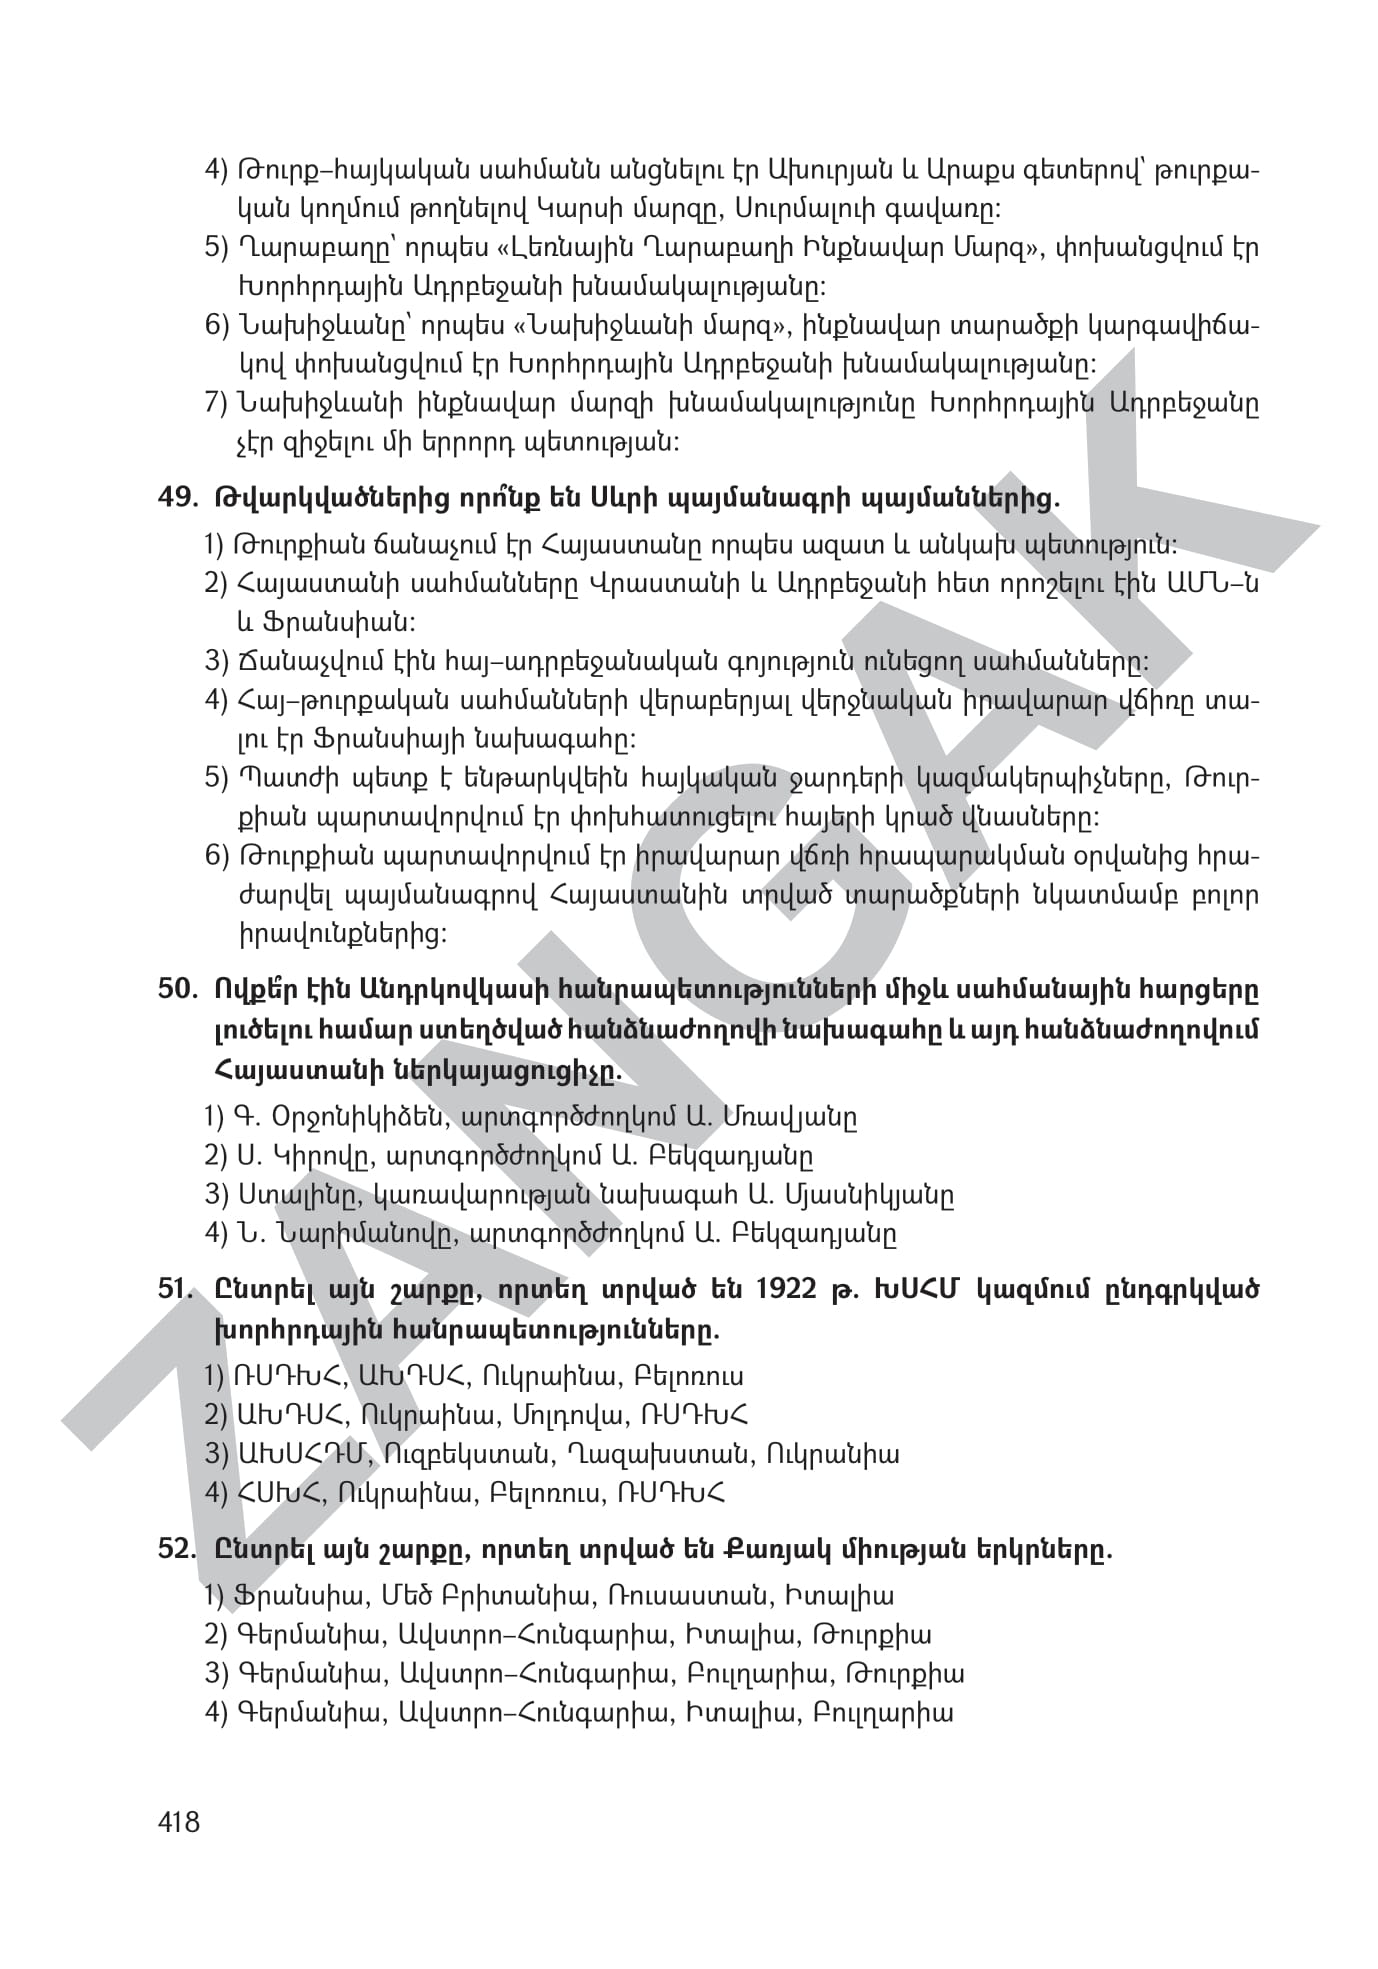 4) Թուրք–հայկական սահմանն անցնելու էր Ախուրյան և Արաքս գետերով՝ թուրքա-
կան կողմում թողնելով Կարսի մարզը, Սուրմալուի գավառը:
5) Ղարաբաղը՝ որպես «Լեռնային Ղարաբաղի Ինքնավար Մարզ», փոխանցվում էր
Խորհրդային Ադրբեջանի խնամակալությանը:
6) Նախիջևանը՝ որպես «Նախիջևանի մարզ», ինքնավար տարածքի կարգավիճա-
կով փոխանցվում էր Խորհրդային Ադրբեջանի խնամակալությանը:
7) Նախիջևանի ինքնավար մարզի խնամակալությունը Խորհրդային Ադրբեջանը
չէր զիջելու մի երրորդ պետության:
49. Թվարկվածներից որո՞նք են Սևրի պայմանագրի պայմաններից.
1) Թուրքիան ճանաչում էր Հայաստանը որպես ազատ և անկախ պետություն:
2) Հայաստանի սահմանները Վրաստանի և Ադրբեջանի հետ որոշելու էին ԱՄՆ–ն
և Ֆրանսիան:
3) Ճանաչվում էին հայ–ադրբեջանական գոյություն ունեցող սահմանները:
4) Հայ–թուրքական սահմանների վերաբերյալ վերջնական իրավարար վճիռը տա-
լու էր Ֆրանսիայի նախագահը:
5) Պատժի պետք է ենթարկվեին հայկական ջարդերի կազմակերպիչները, Թուր-
քիան պարտավորվում էր փոխհատուցելու հայերի կրած վնասները:
6) Թուրքիան պարտավորվում էր իրավարար վճռի հրապարակման օրվանից հրա-
ժարվել պայմանագրով Հայաստանին տրված տարածքների նկատմամբ բոլոր
իրավունքներից:
50. Ովքե՞ր էին Անդրկովկասի հանրապետությունների միջև սահմանային հարցերը
լուծելու համար ստեղծված հանձնաժողովի նախագահը և այդ հանձնաժողովում
Հայաստանի ներկայացուցիչը.
1) Գ. Օրջոնիկիձեն, արտգործժողկոմ Ա. Մռավյանը
2) Ս. Կիրովը, արտգործժողկոմ Ա. Բեկզադյանը
3) Ստալինը, կառավարության նախագահ Ա. Մյասնիկյանը
4) Ն. Նարիմանովը, արտգործժողկոմ Ա. Բեկզադյանը
51. Ընտրել այն շարքը, որտեղ տրված են 1922 թ. ԽՍՀՄ կազմում ընդգրկված
խորհրդային հանրապետությունները.
1) ՌՍԴԽՀ, ԱԽԴՍՀ, Ուկրաինա, Բելոռուս
2) ԱԽԴՍՀ, Ուկրաինա, Մոլդովա, ՌՍԴԽՀ
3) ԱԽՍՀԴՄ, Ուզբեկստան, Ղազախստան, Ուկրանիա
4) ՀՍԽՀ, Ուկրաինա, Բելոռուս, ՌՍԴԽՀ
52. Ընտրել այն շարքը, որտեղ տրված են Քառյակ միության երկրները.
1) Ֆրանսիա, Մեծ Բրիտանիա, Ռուսաստան, Իտալիա
2) Գերմանիա, Ավստրո–Հունգարիա, Իտալիա, Թուրքիա
3) Գերմանիա, Ավստրո–Հունգարիա, Բուլղարիա, Թուրքիա
4) Գերմանիա, Ավստրո–Հունգարիա, Իտալիա, Բուլղարիա
418
ZANGAK